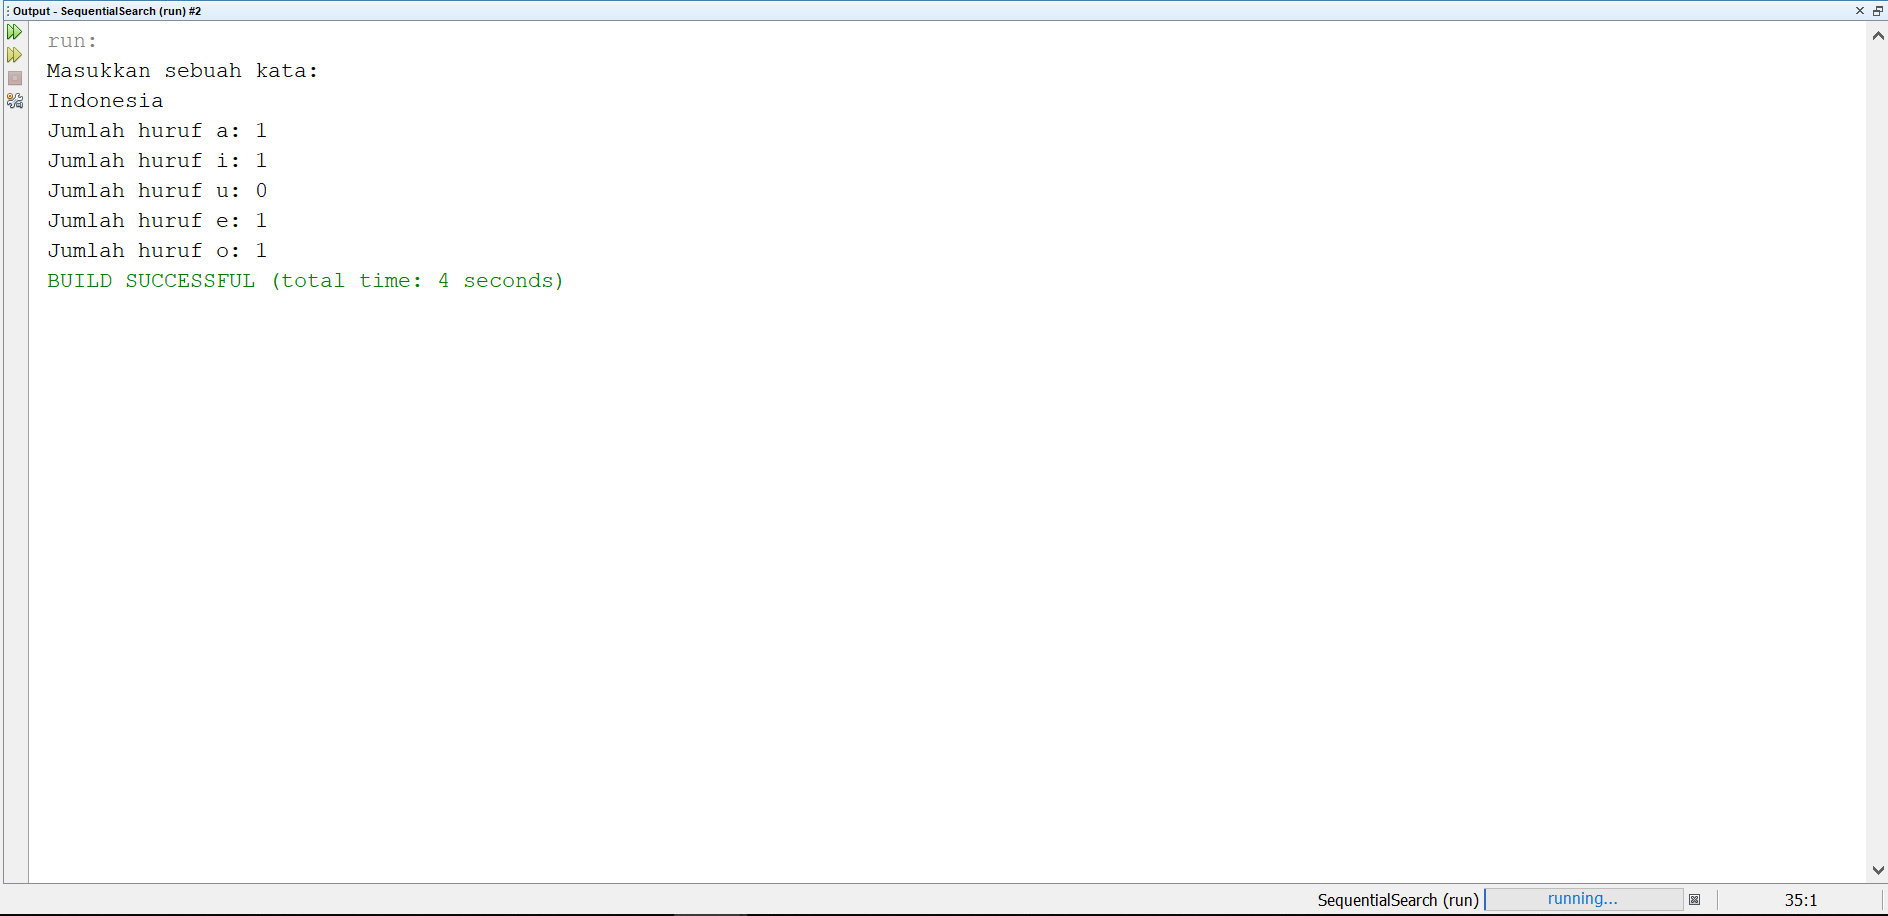 Output - SequentialSearch (run) #2
run:
Masukkan sebuah kata:
Indonesia
Jumlah huruf a: 1
Jumlah huruf i: 1
Jumlah huruf u: 0
Jumlah huruf e: 1
Jumlah huruf o: 1
BUILD SUCCESSFUL (total time: 4 seconds)
SequentialSearch (run) running... 35:1